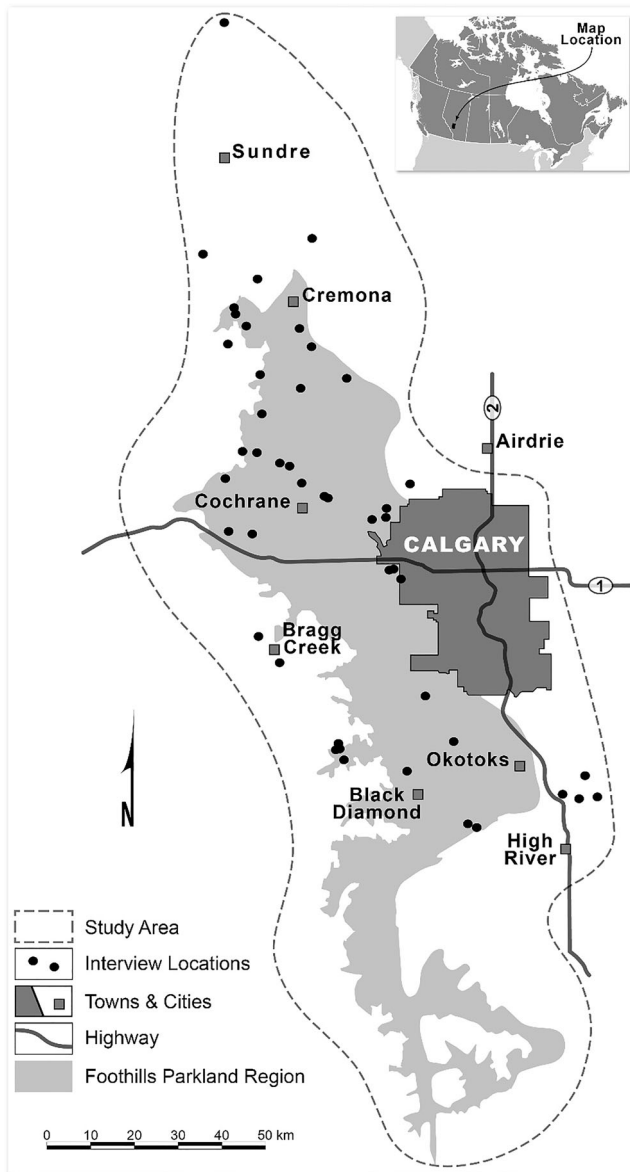 Map
Location
Sundre
Cremona
2
Airdrie
Cochrane
CALGARY
1
Bragg
Creek
Okotoks
Black
Diamond
N
High
River
Study Area
Interview Locations
Towns & Cities
Highway
Foothills Parkland Region
0 10 20 30 40 50 km